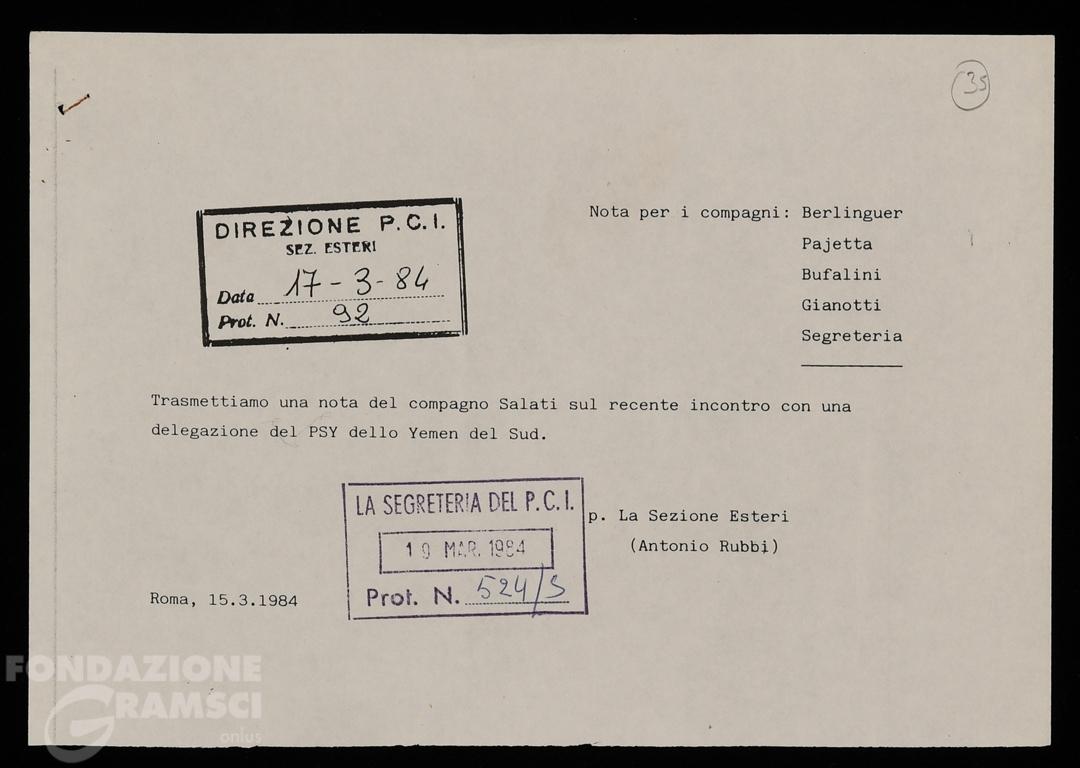 35
DIREZIONE P.C.I.
SEZ. ESTERI
Data 17-3-84
Prot. N. 92
Nota per i compagni: Berlinguer
Pajetta
Bufalini
Gianotti
Segreteria
Trasmettiamo una nota del compagno Salati sul recente incontro con una
delegazione del PSY dello Yemen del Sud.
LA SEGRETERIA DEL P.C.I.
19 MAR. 1984
Prot. N. 524/S
p. La Sezione Esteri
(Antonio Rubbi)
Roma, 15.3.1984
FONDAZIONE
GRAMSCI
onlus